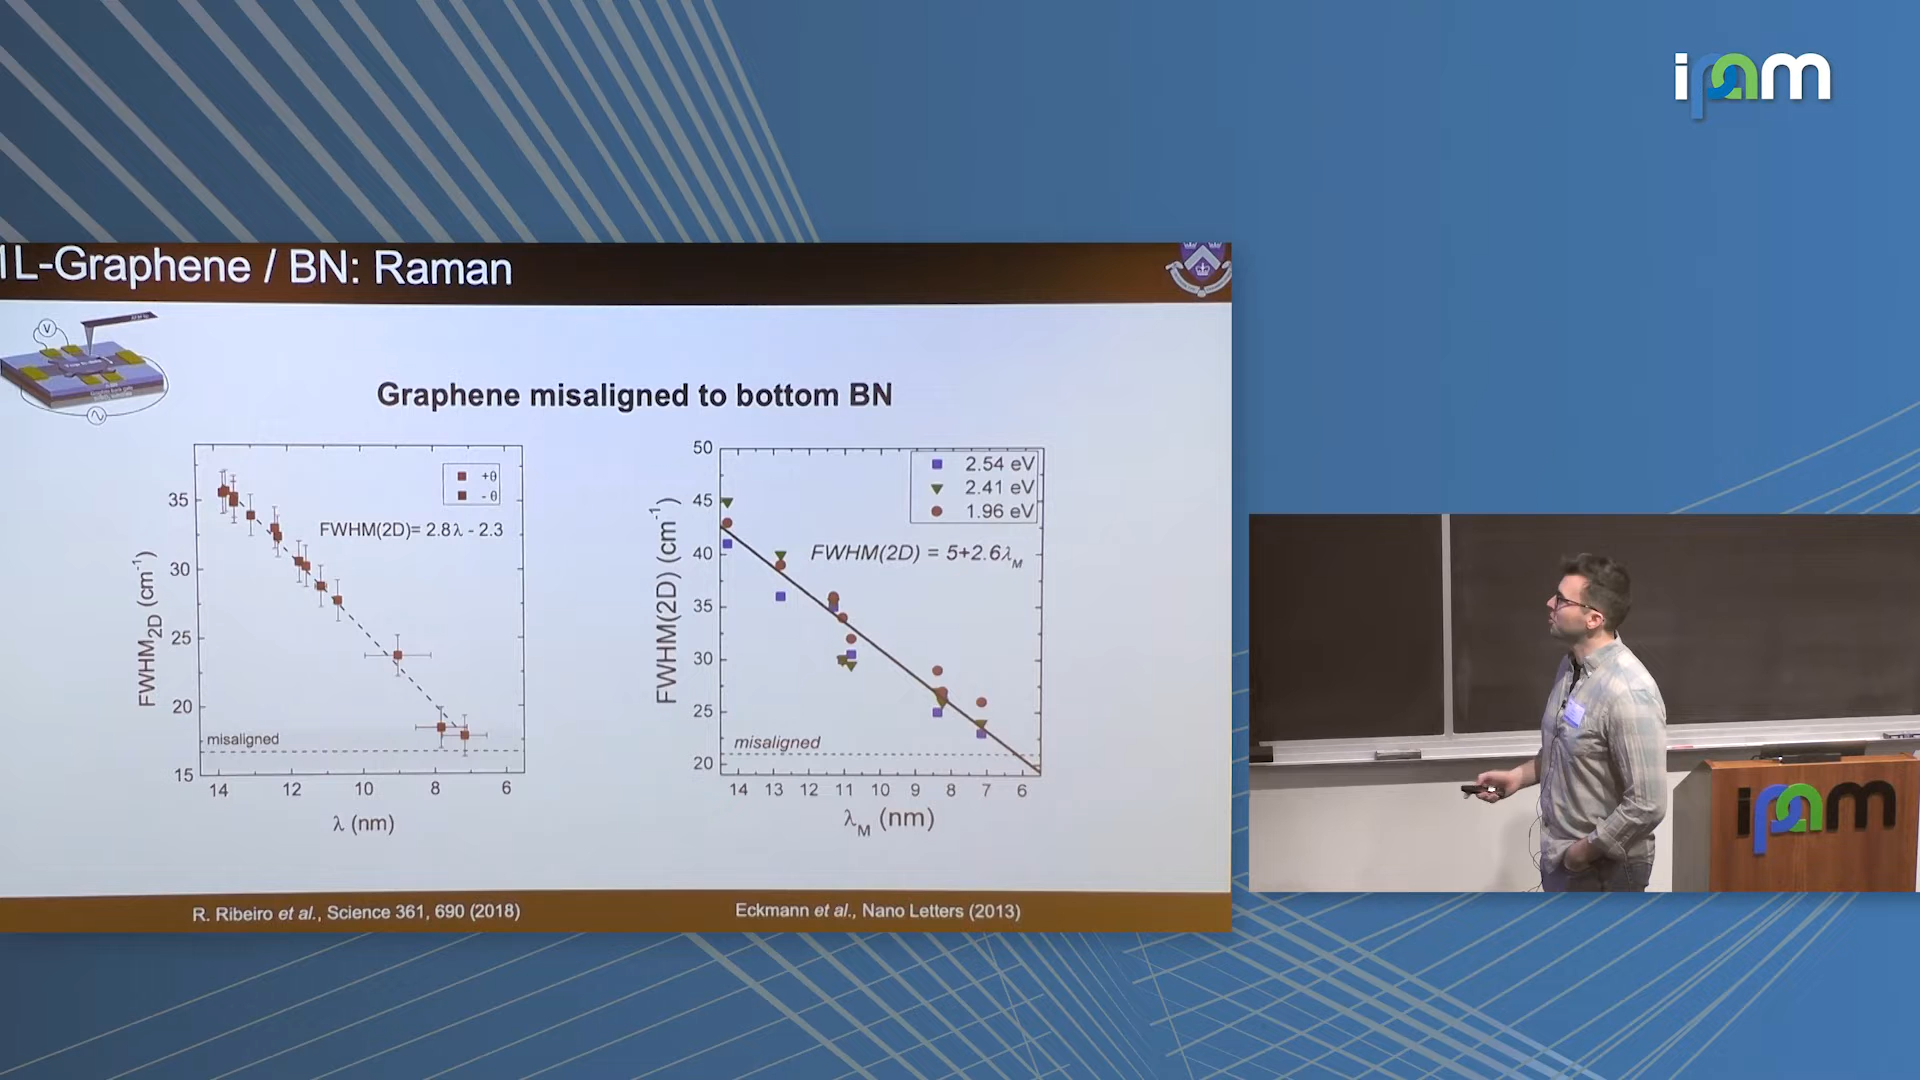 ipam
1L-Graphene / BN: Raman
V
Graphene misaligned to bottom BN
+θ
- θ
FWHM(2D)= 2.8λ - 2.3
misaligned
FWHM2D (cm-1)
35
30
25
20
15
14 12 10 8 6
λ (nm)
50
45
40
35
30
25
20
2.54 eV
2.41 eV
1.96 eV
FWHM(2D) = 5+2.6λM
misaligned
FWHM(2D) (cm-1)
14 13 12 11 10 9 8 7 6
λM (nm)
R. Ribeiro et al., Science 361, 690 (2018)
Eckmann et al., Nano Letters (2013)
ipam